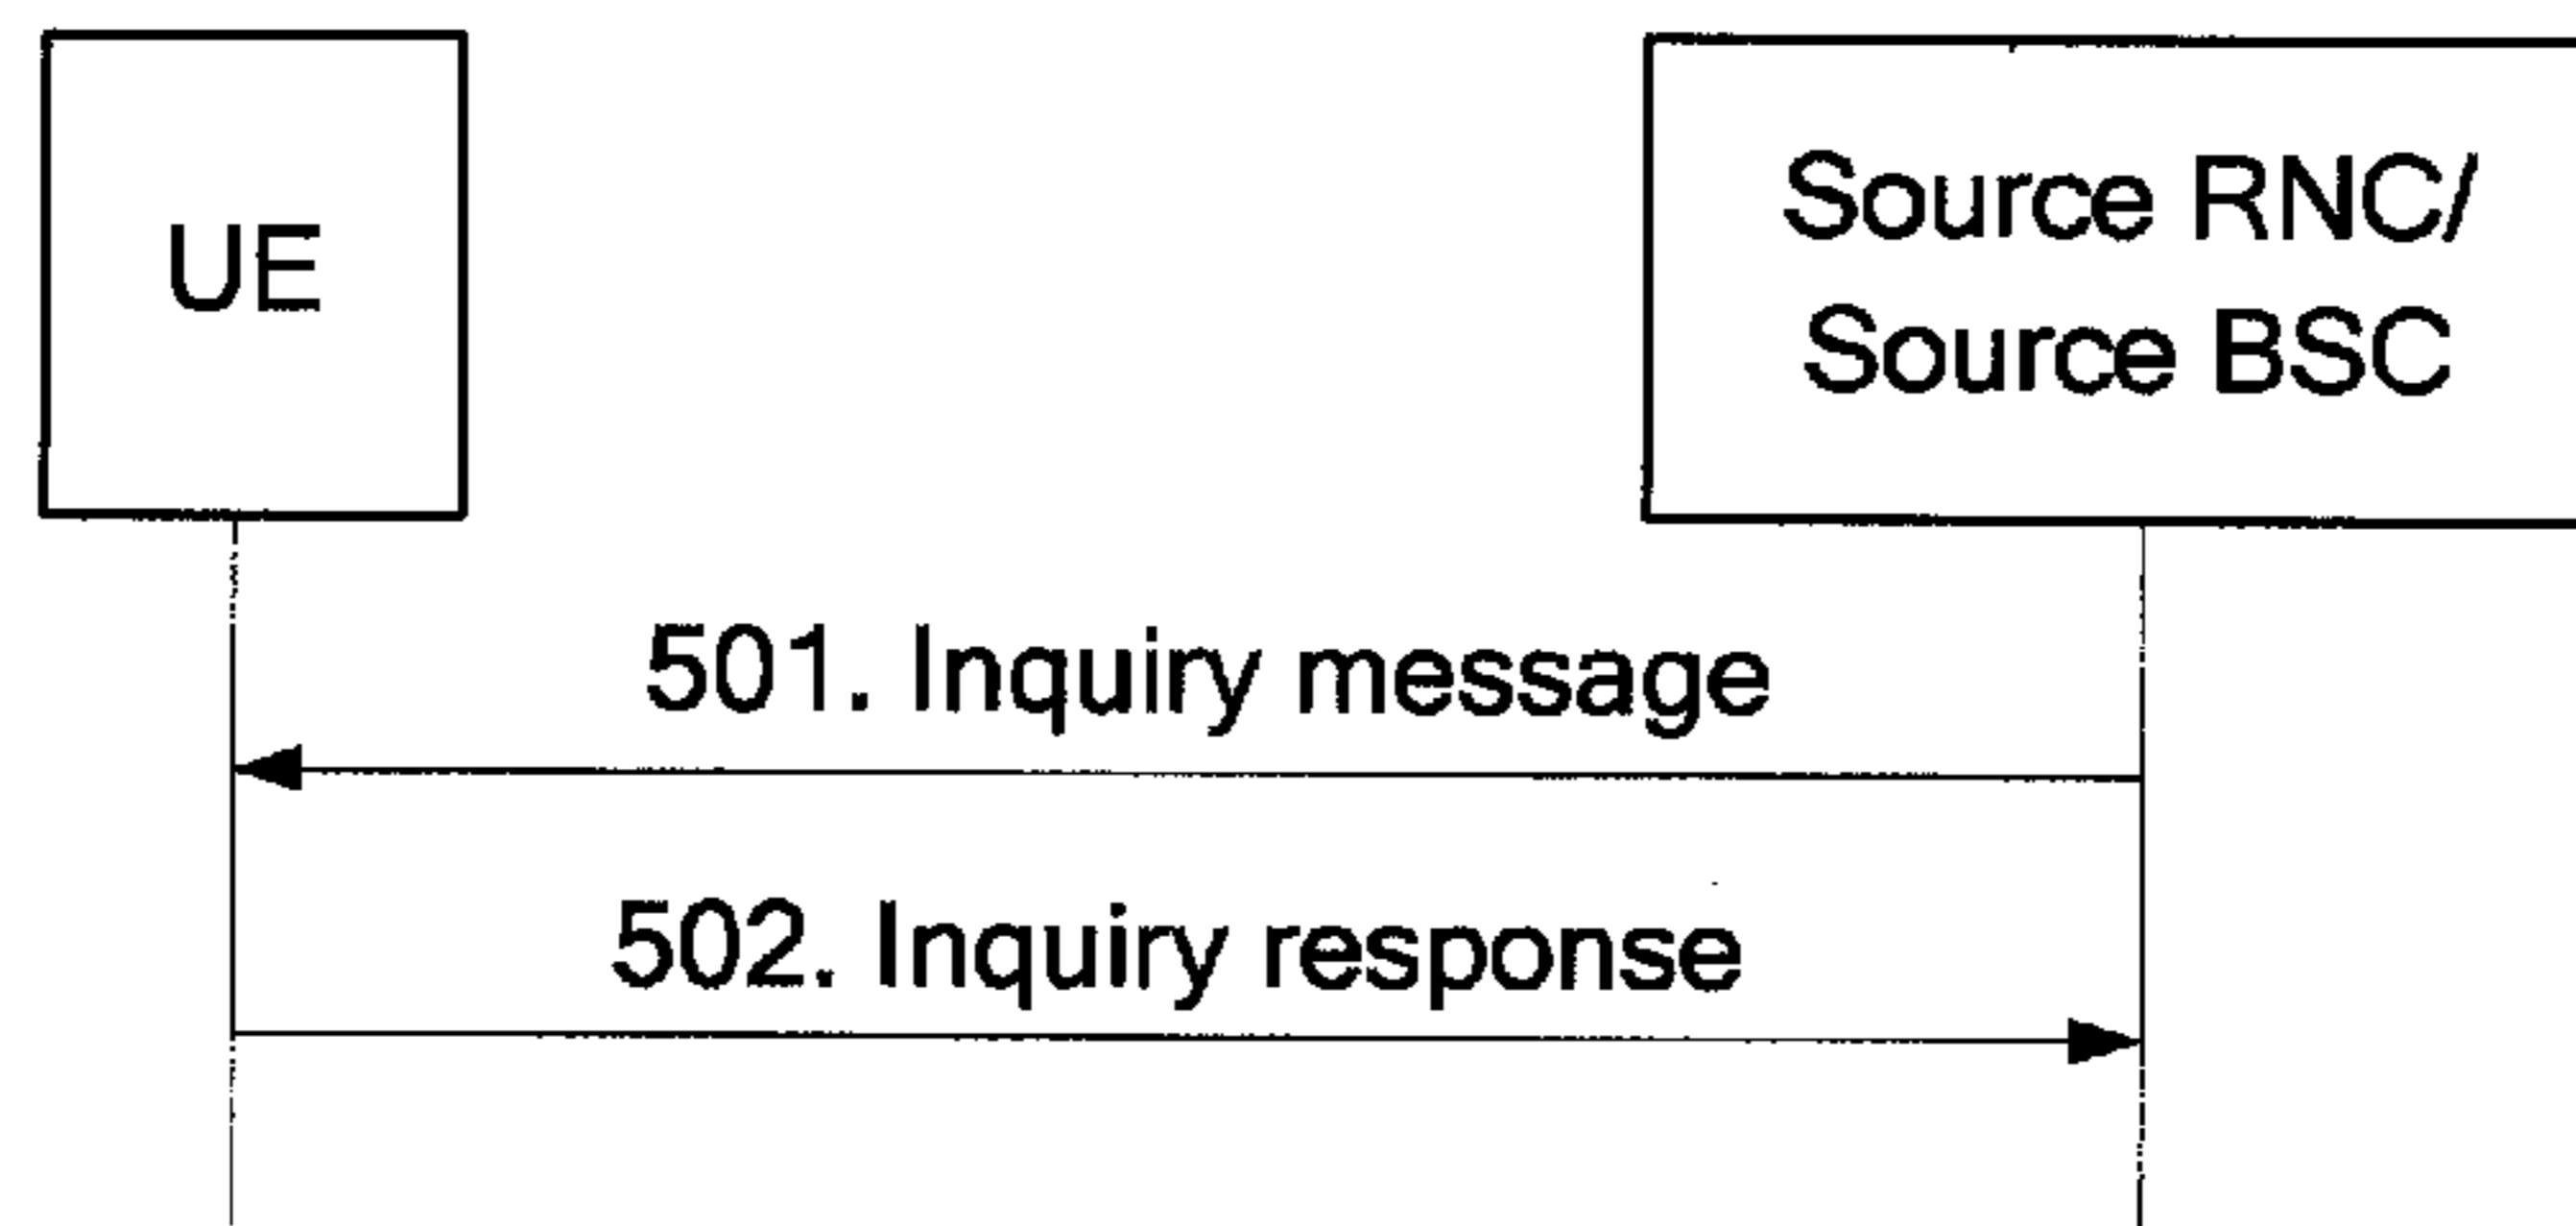 UE
Source RNC/
Source BSC
501. Inquiry message
502. Inquiry response